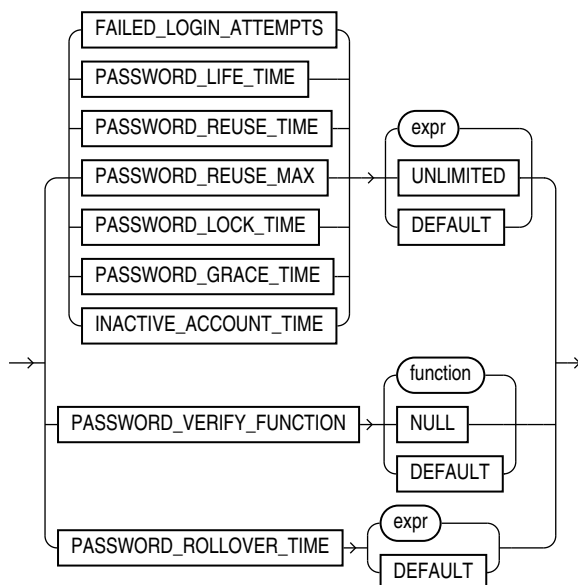 FAILED_LOGIN_ATTEMPTS
PASSWORD_LIFE_TIME
PASSWORD_REUSE_TIME
PASSWORD_REUSE_MAX
PASSWORD_LOCK_TIME
PASSWORD_GRACE_TIME
INACTIVE_ACCOUNT_TIME
expr
UNLIMITED
DEFAULT
PASSWORD_VERIFY_FUNCTION
function
NULL
DEFAULT
PASSWORD_ROLLOVER_TIME
expr
DEFAULT